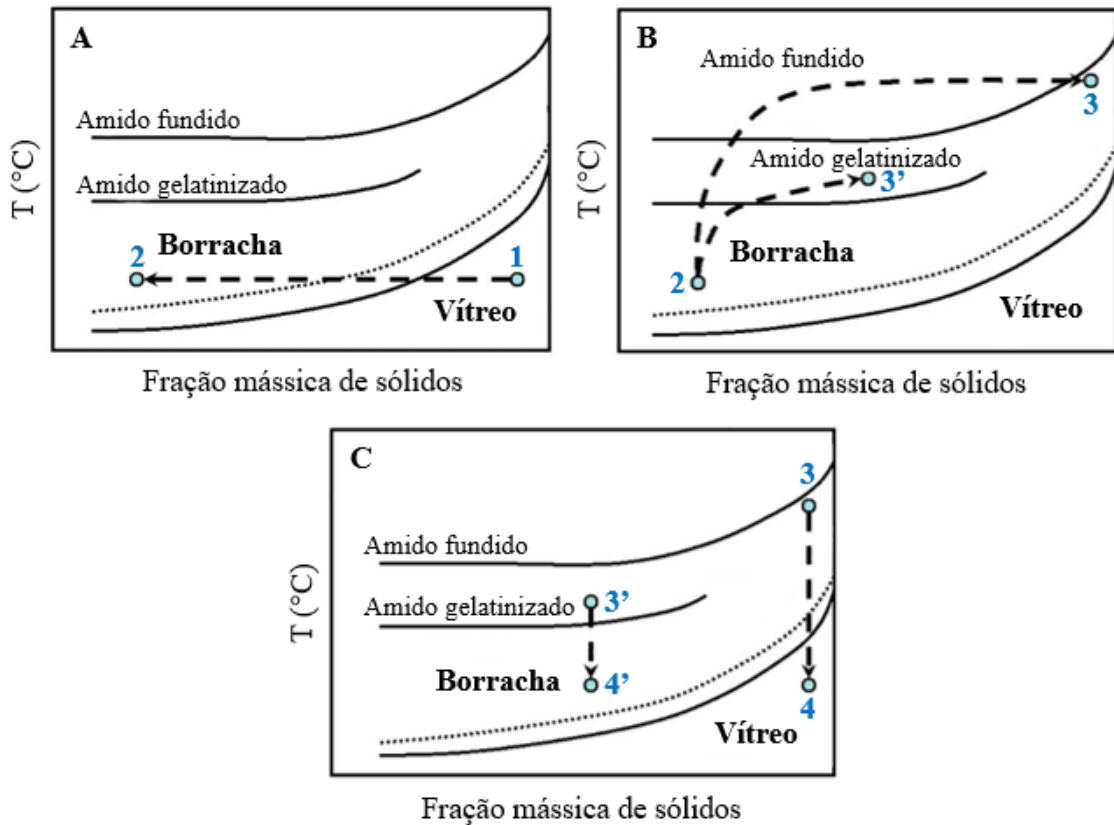 A
Amido fundido
Amido gelatinizado
Borracha
2
1
Vítreo
T (°C)
Fração mássica de sólidos
B
Amido fundido
3
Amido gelatinizado
3’
Borracha
2
Vítreo
T (°C)
Fração mássica de sólidos
C
3
Amido fundido
Amido gelatinizado
3’
Borracha
4’
4
Vítreo
T (°C)
Fração mássica de sólidos